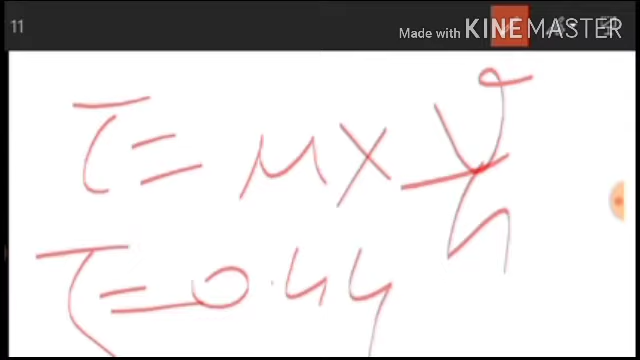 11
Made with KINEMASTER
τ = μ × v/h
τ = 0.44